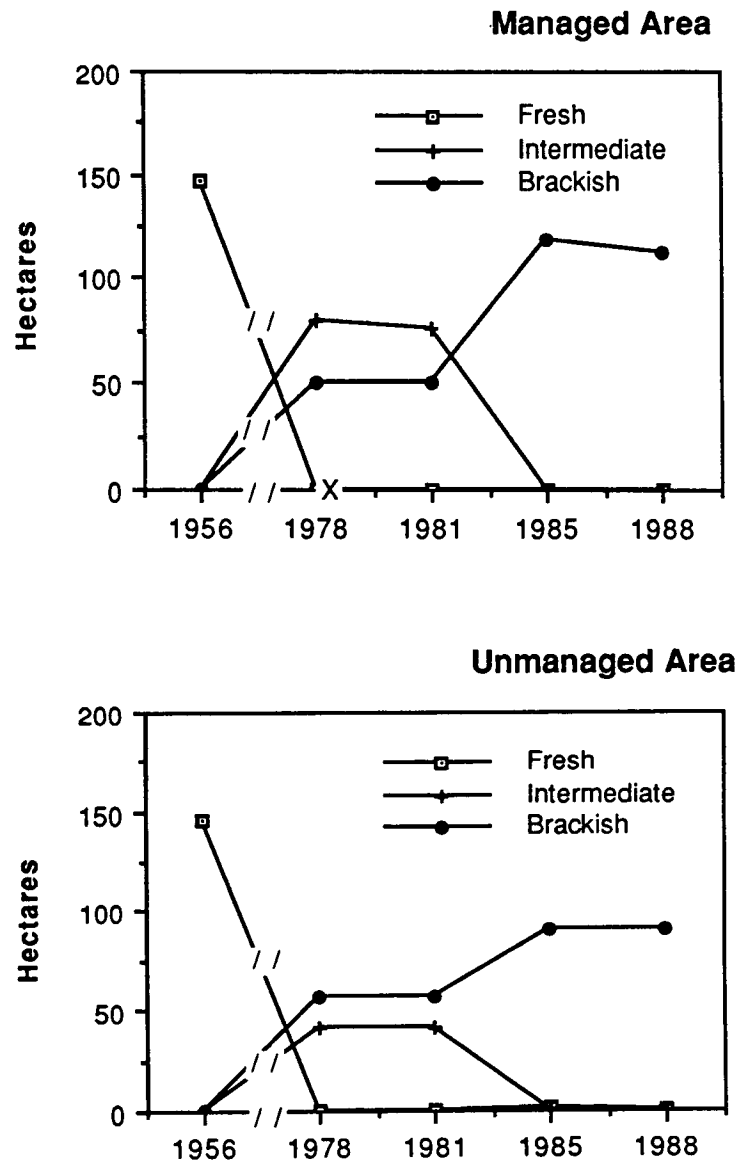 Managed Area
200
150
100
50
0
Hectares
Fresh
Intermediate
Brackish
X
1956 1978 1981 1985 1988
Unmanaged Area
200
150
100
50
0
Hectares
Fresh
Intermediate
Brackish
1956 1978 1981 1985 1988